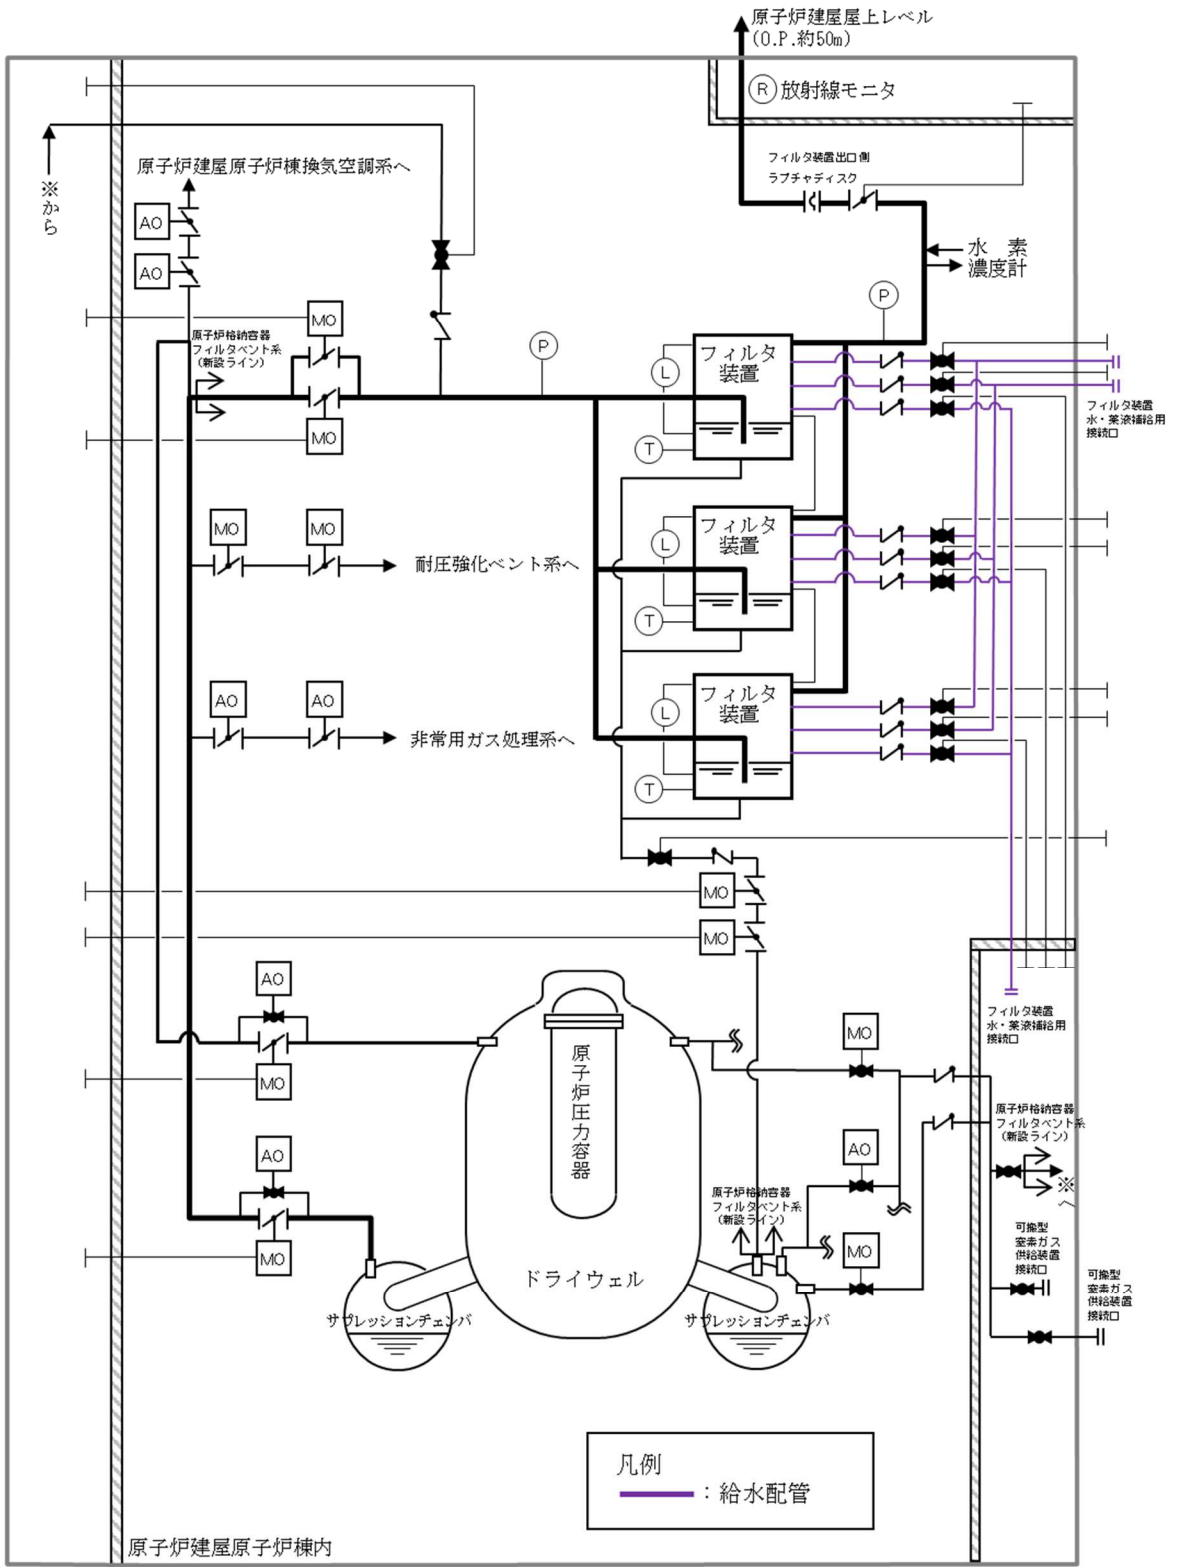 原子炉建屋屋上レベル
(O.P.約50m)
R 放射線モニタ
フィルタ装置出口側
ラプチャディスク
※から
原子炉建屋原子炉棟換気空調系へ
AO
AO
水素
濃度計
P
MO
原子炉格納容器
フィルタベント系
(新設ライン)
P
MO
フィルタ
装置
L
T
フィルタ装置
水・薬液補給用
接続口
MO
MO
耐圧強化ベント系へ
フィルタ
装置
L
T
AO
AO
非常用ガス処理系へ
フィルタ
装置
L
T
MO
MO
AO
MO
原子炉圧力容器
MO
フィルタ装置
水・薬液補給用
接続口
原子炉格納容器
フィルタベント系
(新設ライン)
※へ
AO
MO
AO
原子炉格納容器
フィルタベント系
(新設ライン)
MO
可搬型
窒素ガス
供給装置
接続口
可搬型
窒素ガス
供給装置
接続口
ドライウェル
サプレッションチェンバ
サプレッションチェンバ
凡例
：給水配管
原子炉建屋原子炉棟内